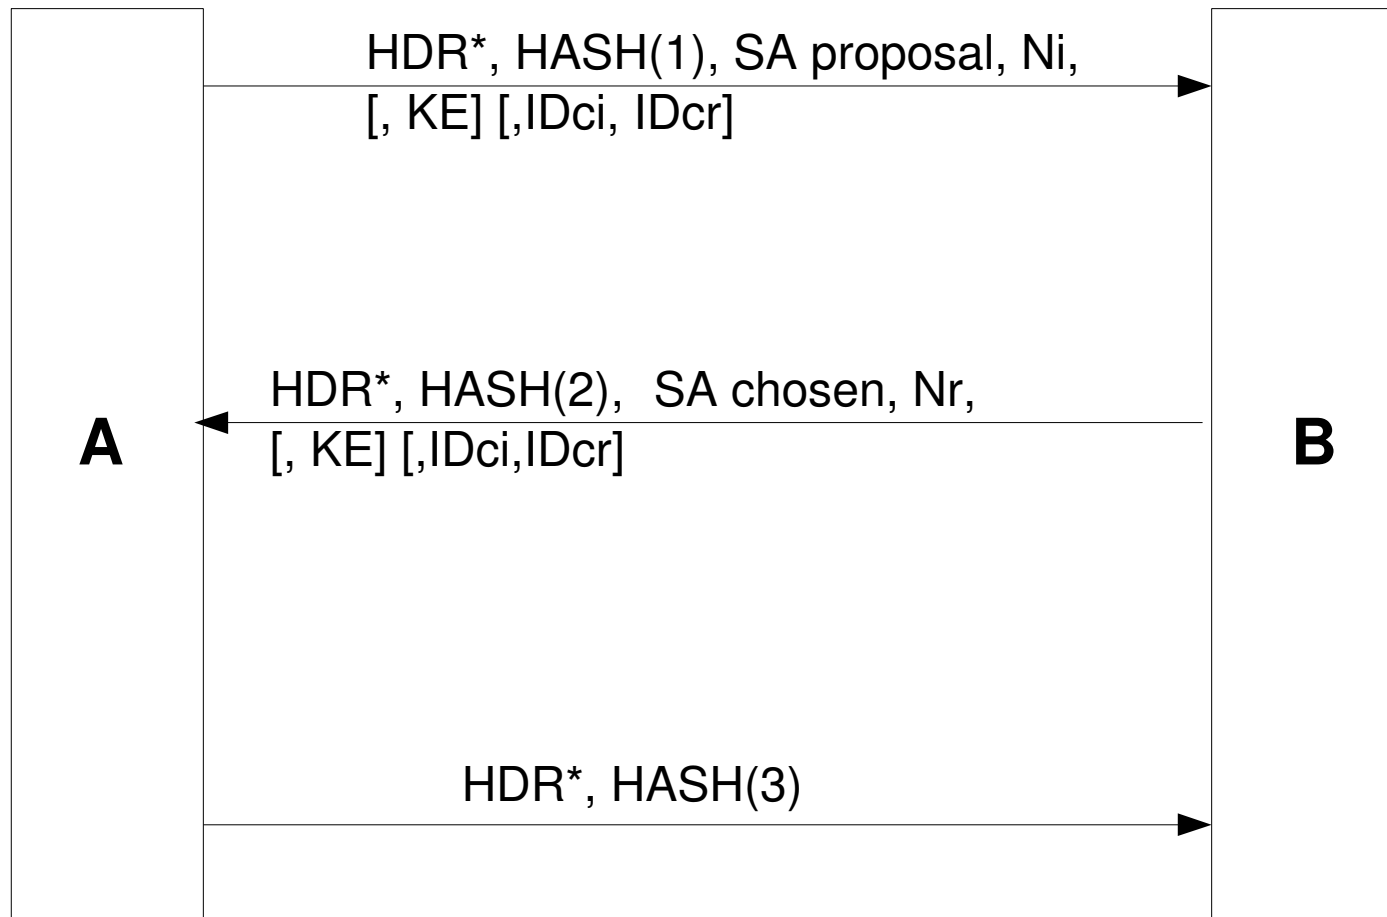 HDR*, HASH(1), SA proposal, Ni,
[, KE] [,IDci, IDcr]
HDR*, HASH(2), SA chosen, Nr,
[, KE] [,IDci,IDcr]
A
B
HDR*, HASH(3)